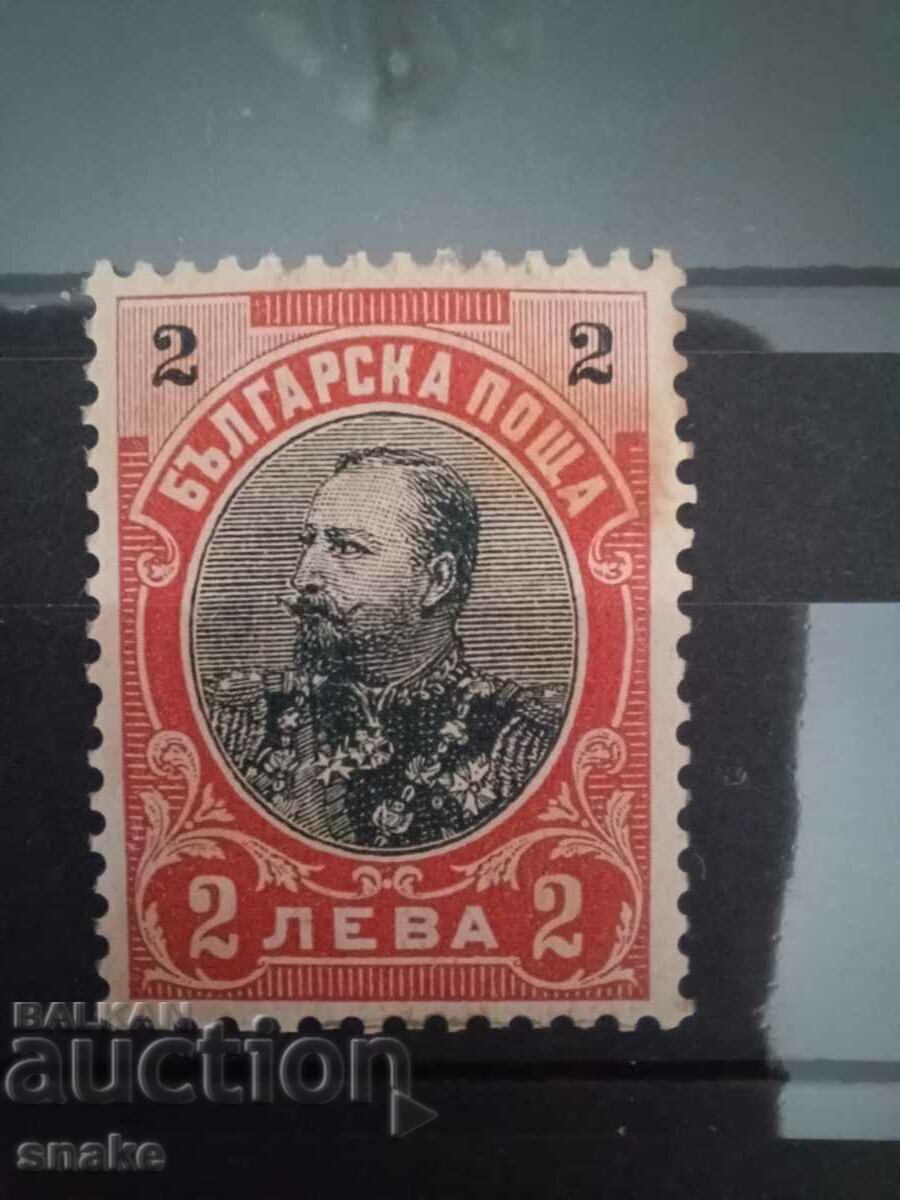 2 2
БЪЛГАРСКА ПОЩА
2 ЛЕВА 2
BALKAN
auction
snake